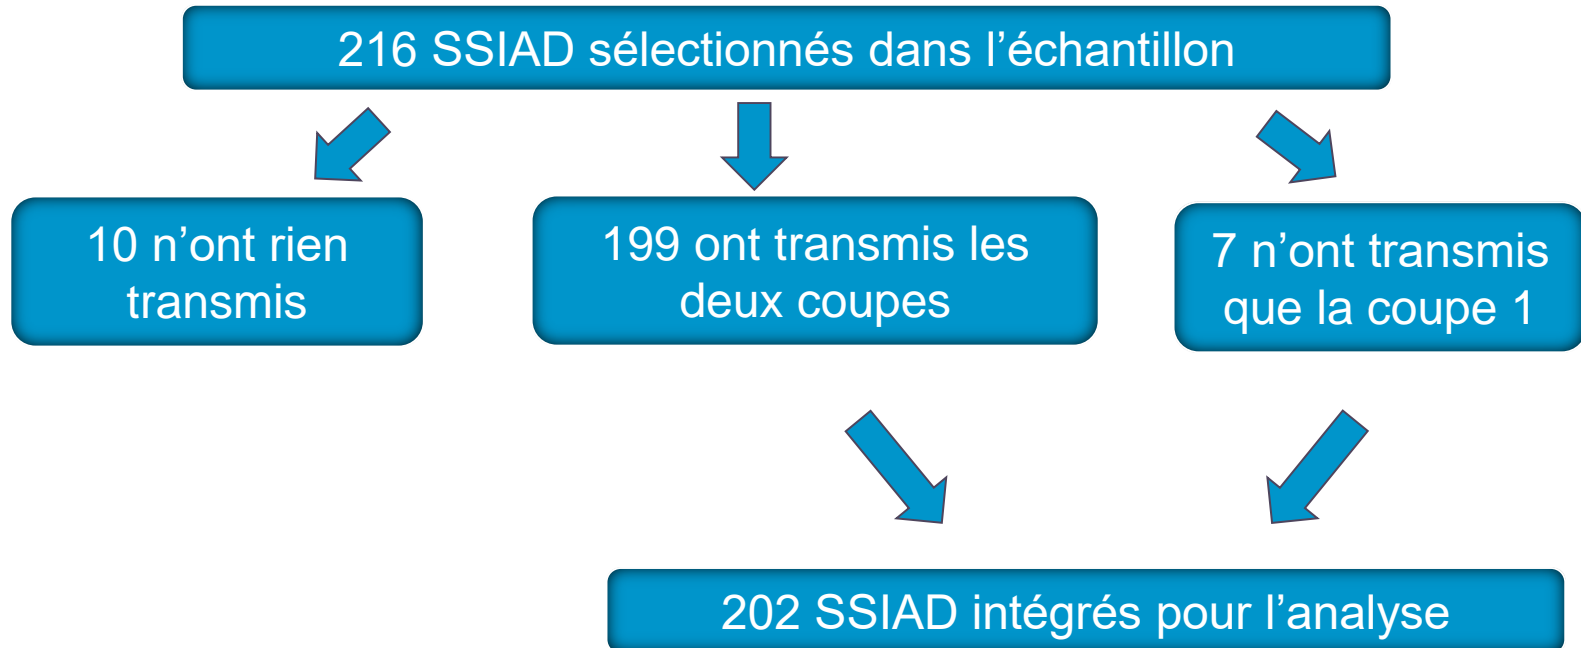 216 SSIAD sélectionnés dans l’échantillon
10 n’ont rien
transmis
199 ont transmis les
deux coupes
7 n’ont transmis
que la coupe 1
202 SSIAD intégrés pour l’analyse